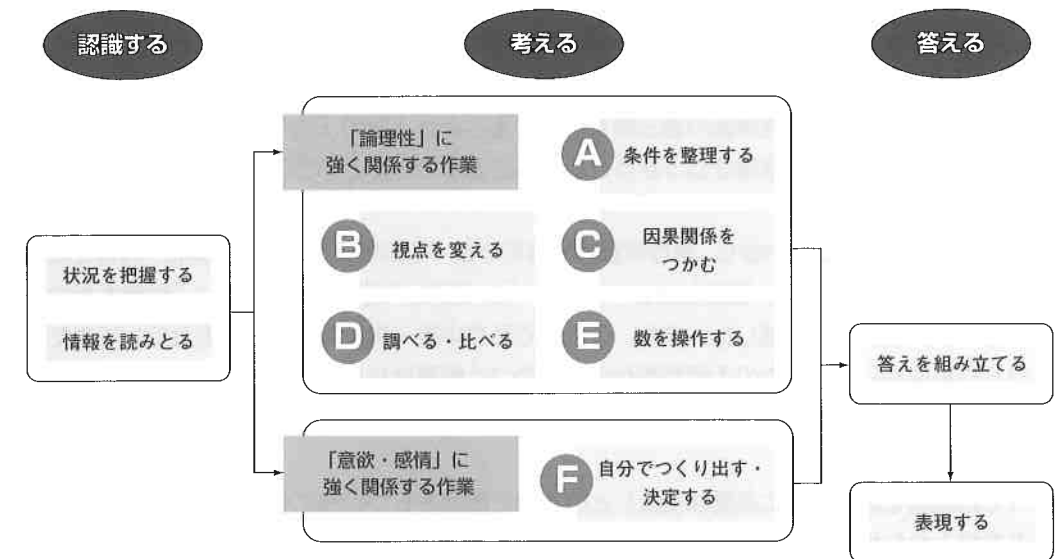 認識する
考える
答える
「論理性」に
強く関係する作業
A
条件を整理する
B
視点を変える
C
因果関係を
つかむ
D
調べる・比べる
E
数を操作する
状況を把握する
情報を読みとる
「意欲・感情」に
強く関係する作業
F
自分でつくり出す・
決定する
答えを組み立てる
表現する